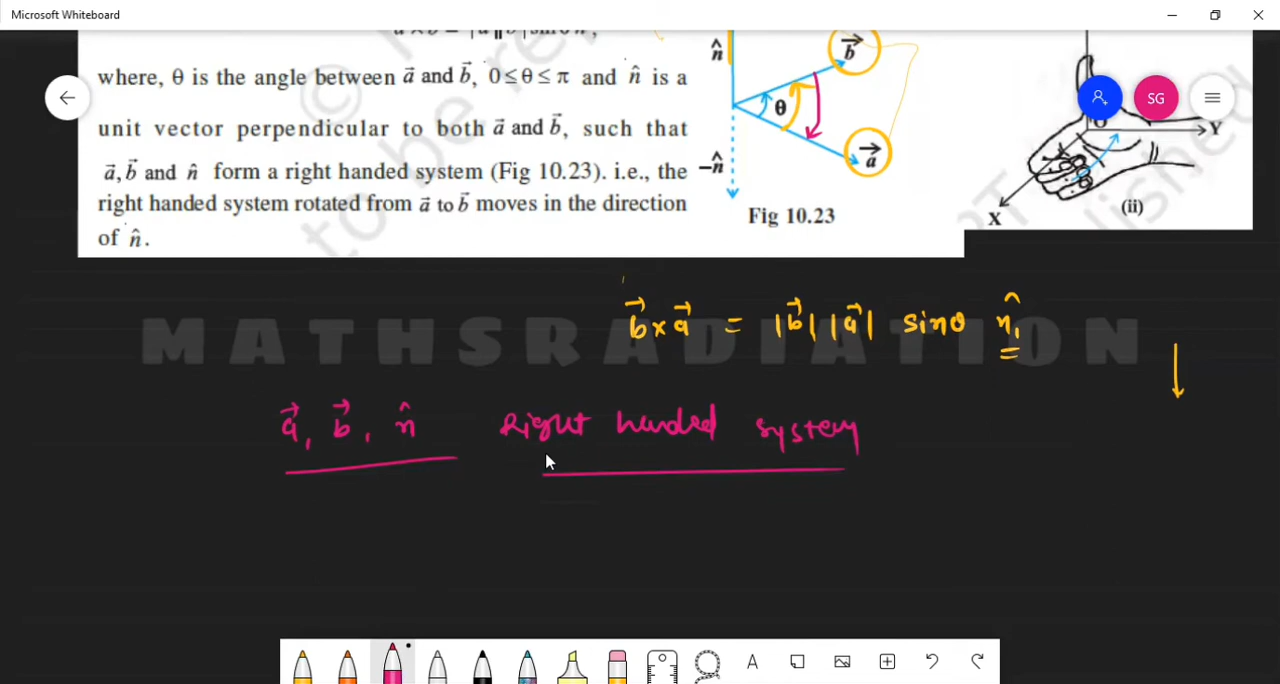 Microsoft Whiteboard
where, θ is the angle between a⃗ and b⃗, 0 ≤ θ ≤ π and n̂ is a
unit vector perpendicular to both a⃗ and b⃗, such that
a⃗, b⃗ and n̂ form a right handed system (Fig 10.23). i.e., the
right handed system rotated from a⃗ to b⃗ moves in the direction
of n̂.
n̂
b⃗
θ
a⃗
-n̂
Fig 10.23
SG
Y
X
(ii)
b⃗ × a⃗ = |b⃗| |a⃗| sinθ n̂₁
MATHSRADIATION
a⃗, b⃗, n̂ Right handed system
A